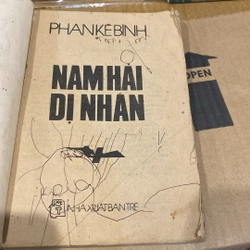 PHAN KẾ BÍNH
NAM HẢI
DỊ NHÂN
NHÀ XUẤT BẢN TRẺ
OPEN